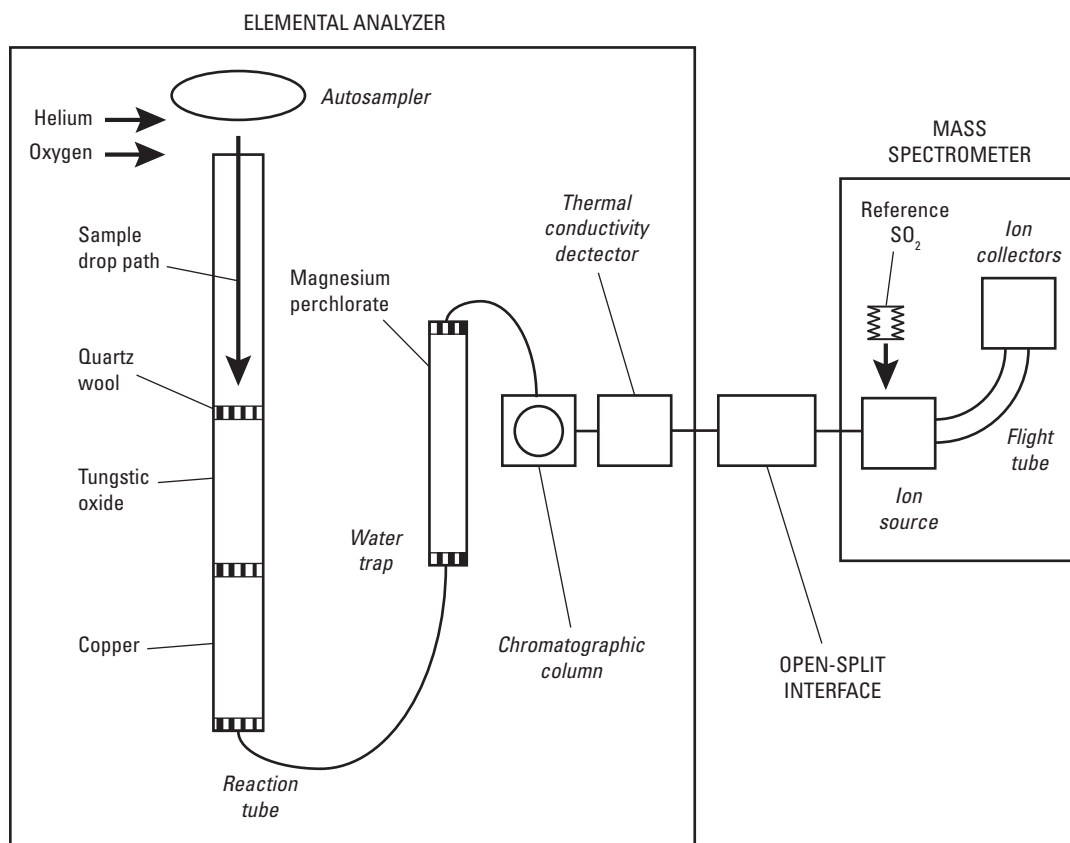 ELEMENTAL ANALYZER
Autosampler
Helium
Oxygen
MASS
SPECTROMETER
Reference
SO2
Ion
collectors
Thermal
conductivity
dectector
Sample
drop path
Magnesium
perchlorate
Quartz
wool
Flight
tube
Tungstic
oxide
Ion
source
Water
trap
Copper
Chromatographic
column
OPEN-SPLIT
INTERFACE
Reaction
tube